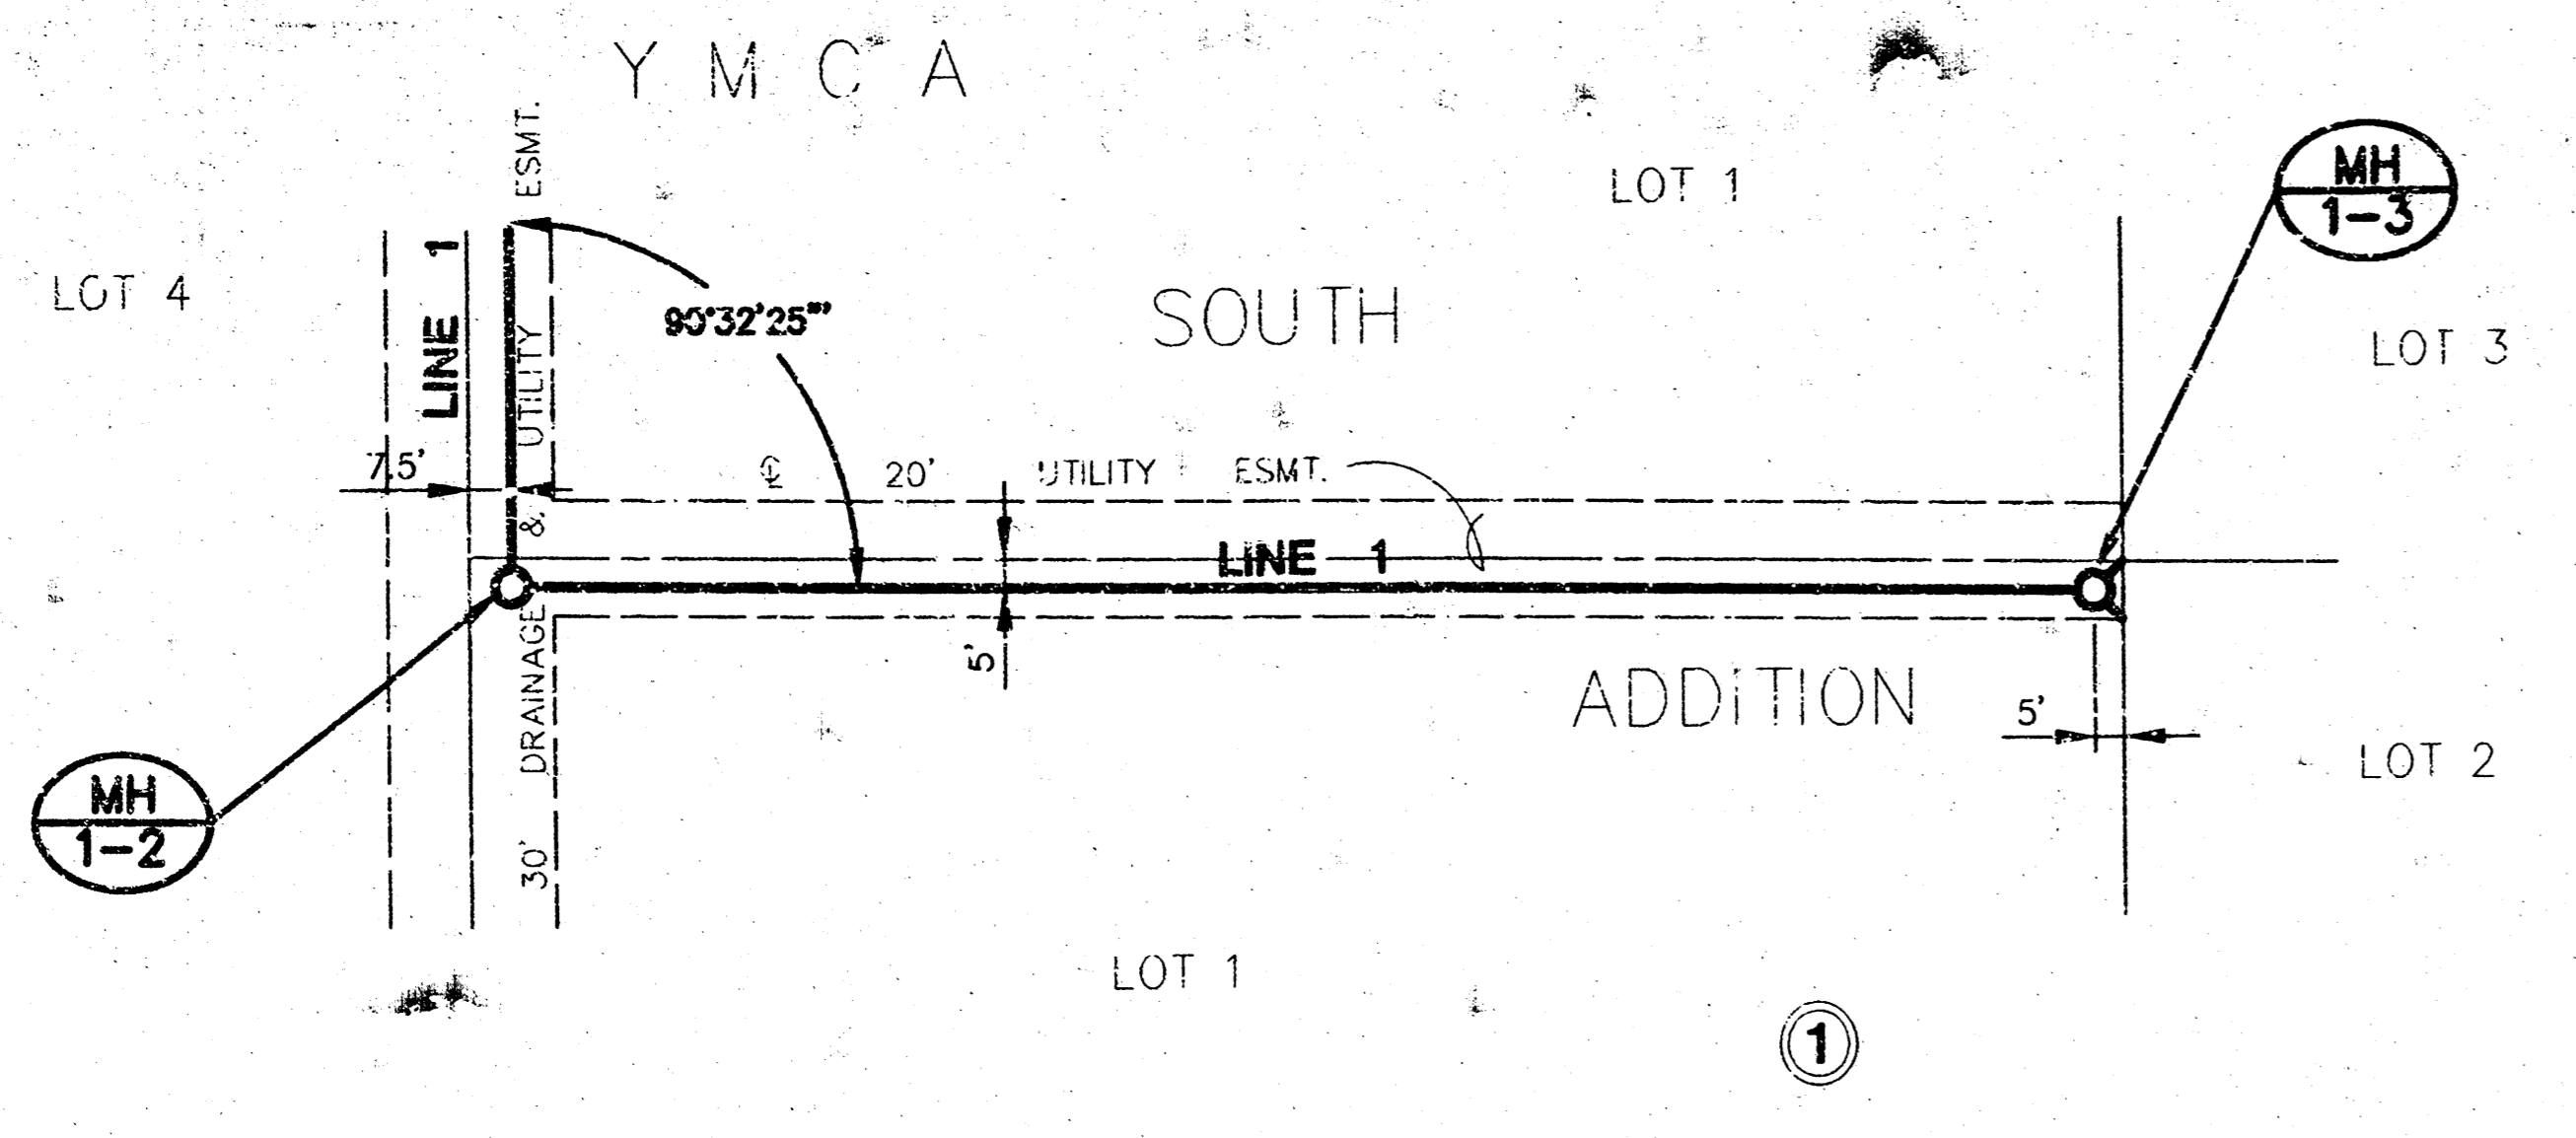 Y M C A
ESMT.
LOT 1
MH
1-3
LOT 4
LINE 1
UTILITY
90°32'25"'
SOUTH
LOT 3
7.5'
℄ 20' UTILITY ESMT.
&
LINE 1
DRAINAGE
5'
ADDITION
5'
LOT 2
MH
1-2
30'
LOT 1
1